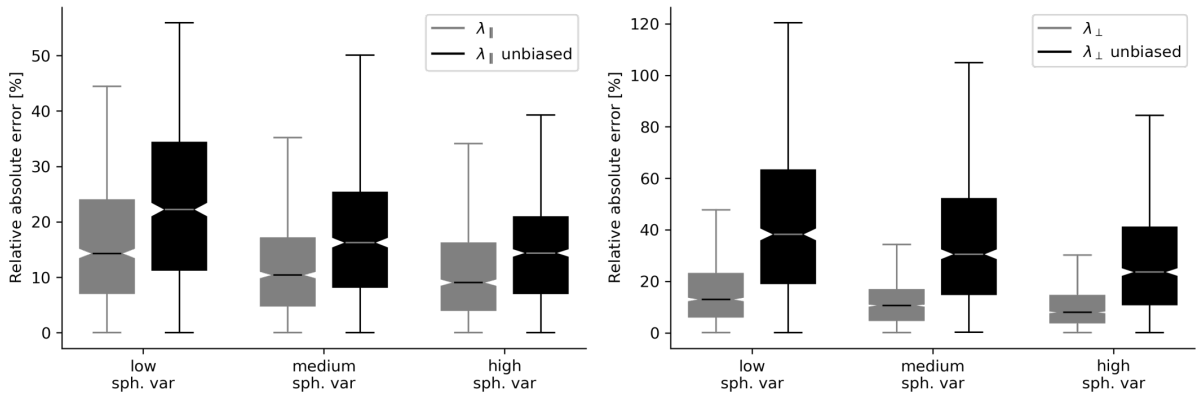 Relative absolute error [%]
50
40
30
20
10
0
λ∥
λ∥ unbiased
low
sph. var
medium
sph. var
high
sph. var
Relative absolute error [%]
120
100
80
60
40
20
0
λ⊥
λ⊥ unbiased
low
sph. var
medium
sph. var
high
sph. var